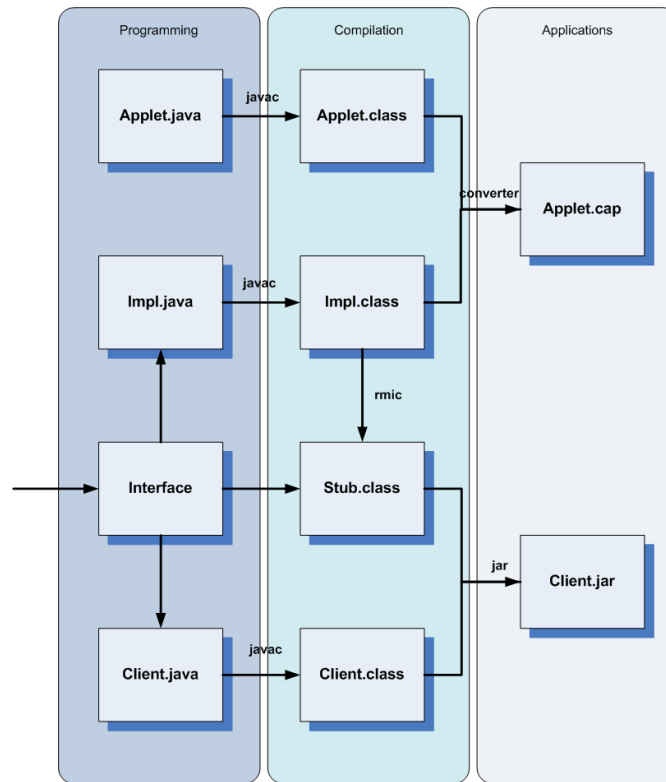 Programming
Compilation
Applications
javac
Applet.java
Applet.class
converter
Applet.cap
javac
Impl.java
Impl.class
rmic
Interface
Stub.class
jar
Client.jar
javac
Client.java
Client.class